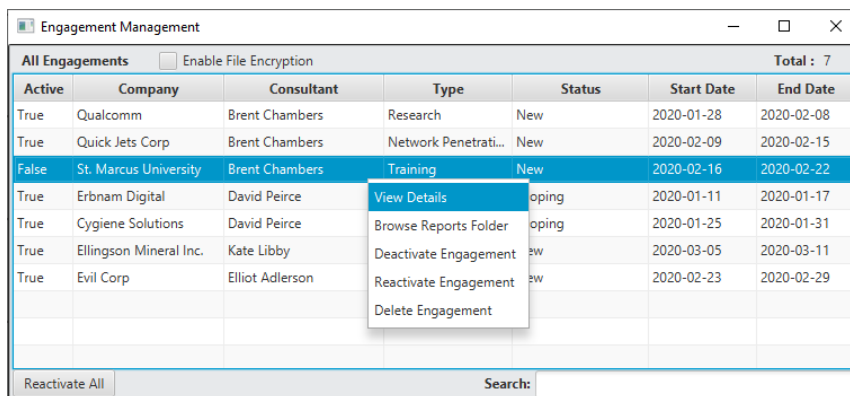 Engagement Management
All Engagements Enable File Encryption Total : 7
Active Company Consultant Type Status Start Date End Date
True Qualcomm Brent Chambers Research New 2020-01-28 2020-02-08
True Quick Jets Corp Brent Chambers Network Penetrati... New 2020-02-09 2020-02-15
False St. Marcus University Brent Chambers Training New 2020-02-16 2020-02-22
True Erbnam Digital David Peirce oping 2020-01-11 2020-01-17
True Cygiene Solutions David Peirce oping 2020-01-25 2020-01-31
True Ellingson Mineral Inc. Kate Libby ew 2020-03-05 2020-03-11
True Evil Corp Elliot Adlerson ew 2020-02-23 2020-02-29
View Details
Browse Reports Folder
Deactivate Engagement
Reactivate Engagement
Delete Engagement
Reactivate All Search: